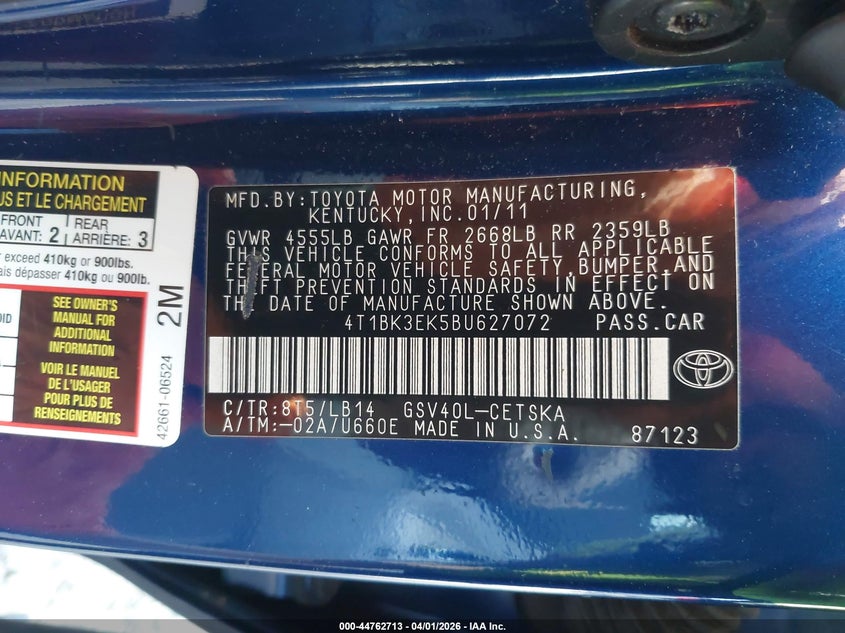 INFORMATION
US ET LE CHARGEMENT
FRONT
AVANT: 2
REAR
ARRIÈRE: 3
r exceed 410kg or 900lbs.
ais dépasser 410kg ou 900lb.
SEE OWNER'S
MANUAL FOR
ADDITIONAL
INFORMATION
VOIR LE MANUEL
DE L'USAGER
POUR PLUS DE
RENSEIGNEMENTS
42661-06524
2M
MFD.BY:TOYOTA MOTOR MANUFACTURING,
KENTUCKY,INC.01/11
GVWR 4555LB GAWR FR 2668LB RR 2359LB
THIS VEHICLE CONFORMS TO ALL APPLICABLE
FEDERAL MOTOR VEHICLE SAFETY,BUMPER,AND
THEFT PREVENTION STANDARDS IN EFFECT ON
THE DATE OF MANUFACTURE SHOWN ABOVE.
4T1BK3EK5BU627072 PASS.CAR
C/TR:8T5/LB14 GSV40L-CETSKA
A/TM:-02A/U660E MADE IN U.S.A. 87123
000-44762713 - 04/01/2026 - IAA Inc.